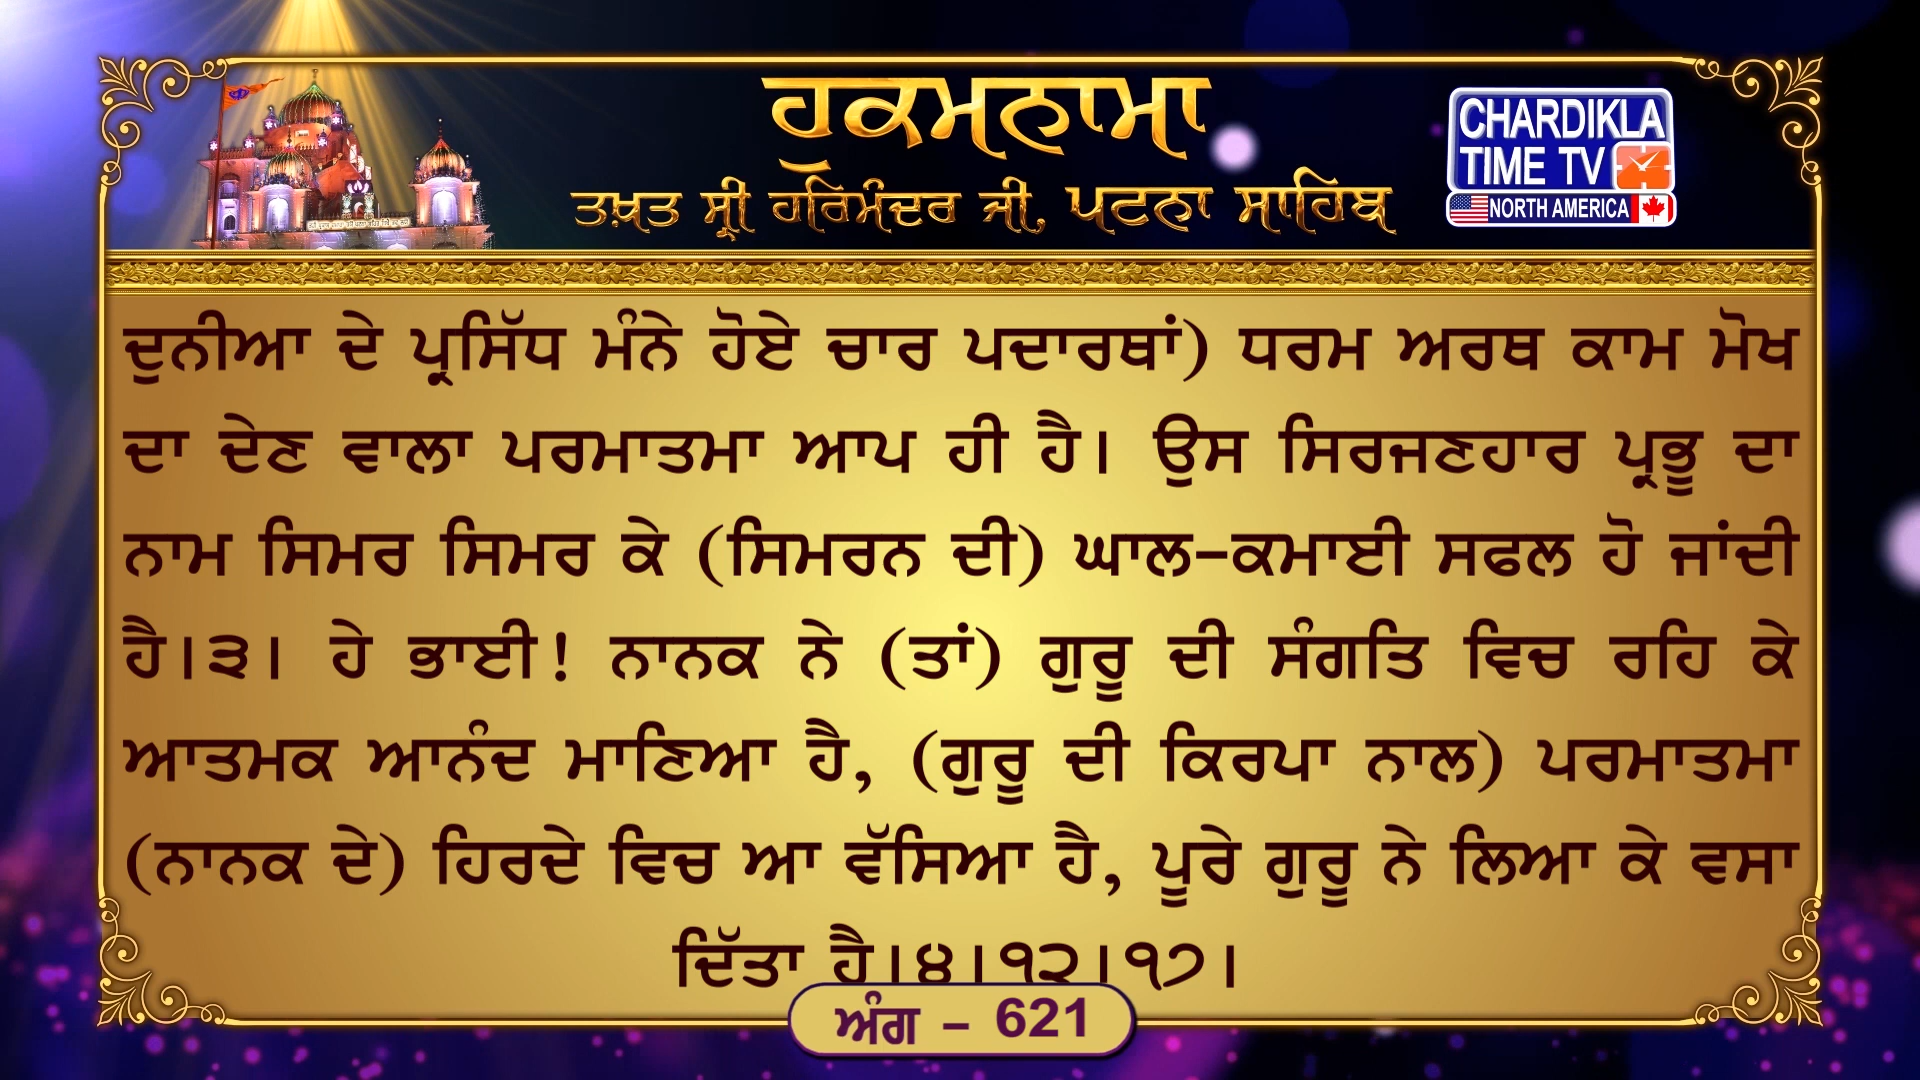 ਹੁਕਮਨਾਮਾ
ਤਖ਼ਤ ਸ੍ਰੀ ਹਰਿਮੰਦਰ ਜੀ, ਪਟਨਾ ਸਾਹਿਬ
CHARDIKLA
TIME TV
NORTH AMERICA
ਦੁਨੀਆ ਦੇ ਪ੍ਰਸਿੱਧ ਮੰਨੇ ਹੋਏ ਚਾਰ ਪਦਾਰਥਾਂ) ਧਰਮ ਅਰਥ ਕਾਮ ਮੋਖ
ਦਾ ਦੇਣ ਵਾਲਾ ਪਰਮਾਤਮਾ ਆਪ ਹੀ ਹੈ। ਉਸ ਸਿਰਜਣਹਾਰ ਪ੍ਰਭੂ ਦਾ
ਨਾਮ ਸਿਮਰ ਸਿਮਰ ਕੇ (ਸਿਮਰਨ ਦੀ) ਘਾਲ-ਕਮਾਈ ਸਫਲ ਹੋ ਜਾਂਦੀ
ਹੈ।੩। ਹੇ ਭਾਈ! ਨਾਨਕ ਨੇ (ਤਾਂ) ਗੁਰੂ ਦੀ ਸੰਗਤਿ ਵਿਚ ਰਹਿ ਕੇ
ਆਤਮਕ ਆਨੰਦ ਮਾਣਿਆ ਹੈ, (ਗੁਰੂ ਦੀ ਕਿਰਪਾ ਨਾਲ) ਪਰਮਾਤਮਾ
(ਨਾਨਕ ਦੇ) ਹਿਰਦੇ ਵਿਚ ਆ ਵੱਸਿਆ ਹੈ, ਪੂਰੇ ਗੁਰੂ ਨੇ ਲਿਆ ਕੇ ਵਸਾ
ਦਿੱਤਾ ਹੈ।੪।੧੨।੧੭।
ਅੰਗ - 621